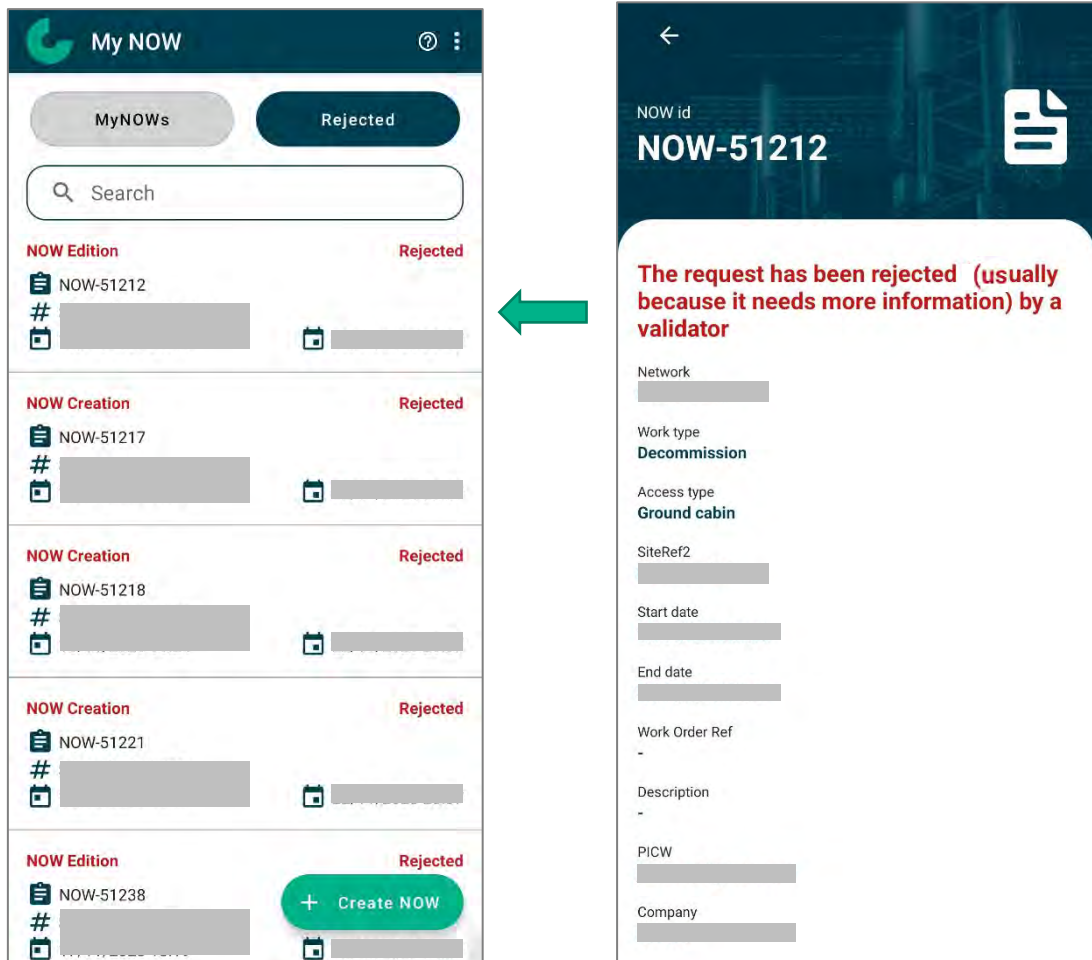 My NOW
MyNOWs
Rejected
Search
NOW Edition Rejected
NOW-51212
#
NOW Creation Rejected
NOW-51217
#
NOW Creation Rejected
NOW-51218
#
NOW Creation Rejected
NOW-51221
#
NOW Edition Rejected
NOW-51238
#
+ Create NOW
NOW id
NOW-51212
The request has been rejected (usually
because it needs more information) by a
validator
Network
Work type
Decommission
Access type
Ground cabin
SiteRef2
Start date
End date
Work Order Ref
-
Description
-
PICW
Company